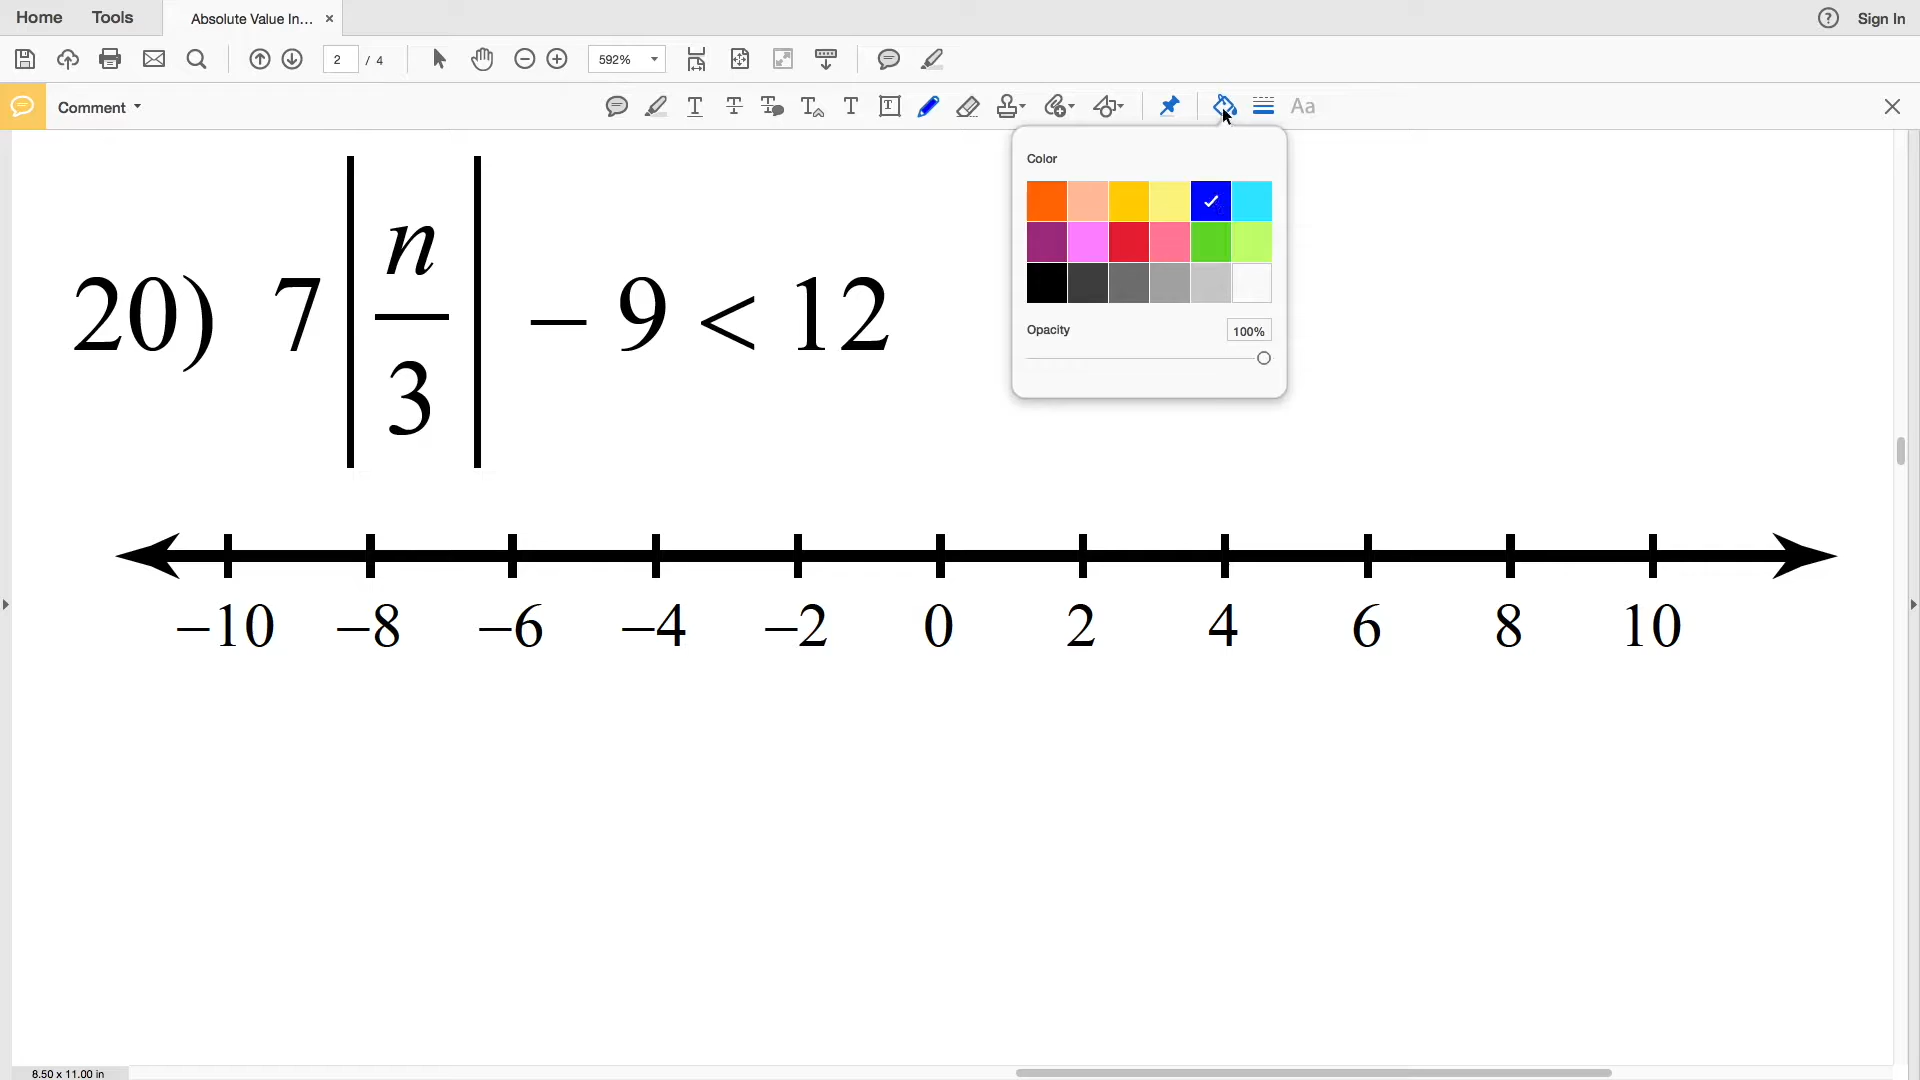 Home Tools Absolute Value In... × ? Sign In
2 / 4 592%
Comment T T T T T T Aa
Color
20) 7|n/3| − 9 < 12
Opacity 100%
−10 −8 −6 −4 −2 0 2 4 6 8 10
8.50 x 11.00 in